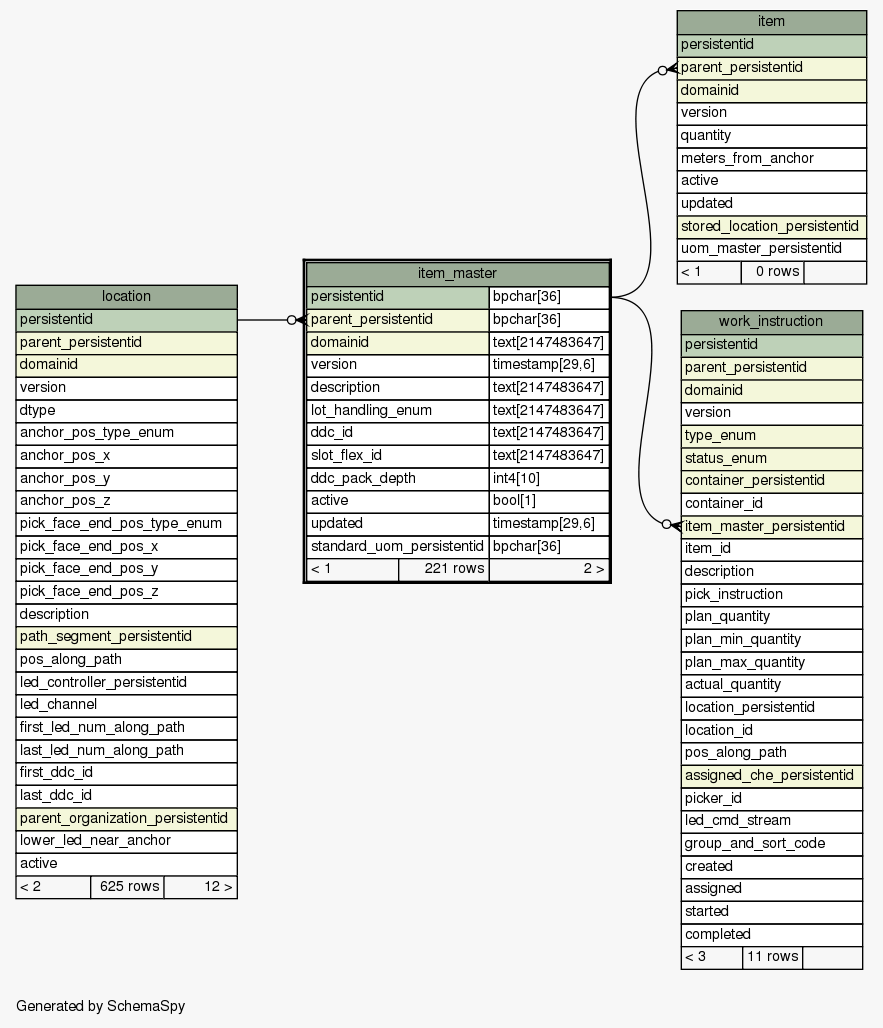 item
persistentid
parent_persistentid
domainid
version
quantity
meters_from_anchor
active
updated
stored_location_persistentid
uom_master_persistentid
< 1 0 rows
item_master
persistentid bpchar[36]
parent_persistentid bpchar[36]
domainid text[2147483647]
version timestamp[29,6]
description text[2147483647]
lot_handling_enum text[2147483647]
ddc_id text[2147483647]
slot_flex_id text[2147483647]
ddc_pack_depth int4[10]
active bool[1]
updated timestamp[29,6]
standard_uom_persistentid bpchar[36]
< 1 221 rows 2 >
location
persistentid
parent_persistentid
domainid
version
dtype
anchor_pos_type_enum
anchor_pos_x
anchor_pos_y
anchor_pos_z
pick_face_end_pos_type_enum
pick_face_end_pos_x
pick_face_end_pos_y
pick_face_end_pos_z
description
path_segment_persistentid
pos_along_path
led_controller_persistentid
led_channel
first_led_num_along_path
last_led_num_along_path
first_ddc_id
last_ddc_id
parent_organization_persistentid
lower_led_near_anchor
active
< 2 625 rows 12 >
work_instruction
persistentid
parent_persistentid
domainid
version
type_enum
status_enum
container_persistentid
container_id
item_master_persistentid
item_id
description
pick_instruction
plan_quantity
plan_min_quantity
plan_max_quantity
actual_quantity
location_persistentid
location_id
pos_along_path
assigned_che_persistentid
picker_id
led_cmd_stream
group_and_sort_code
created
assigned
started
completed
< 3 11 rows
Generated by SchemaSpy